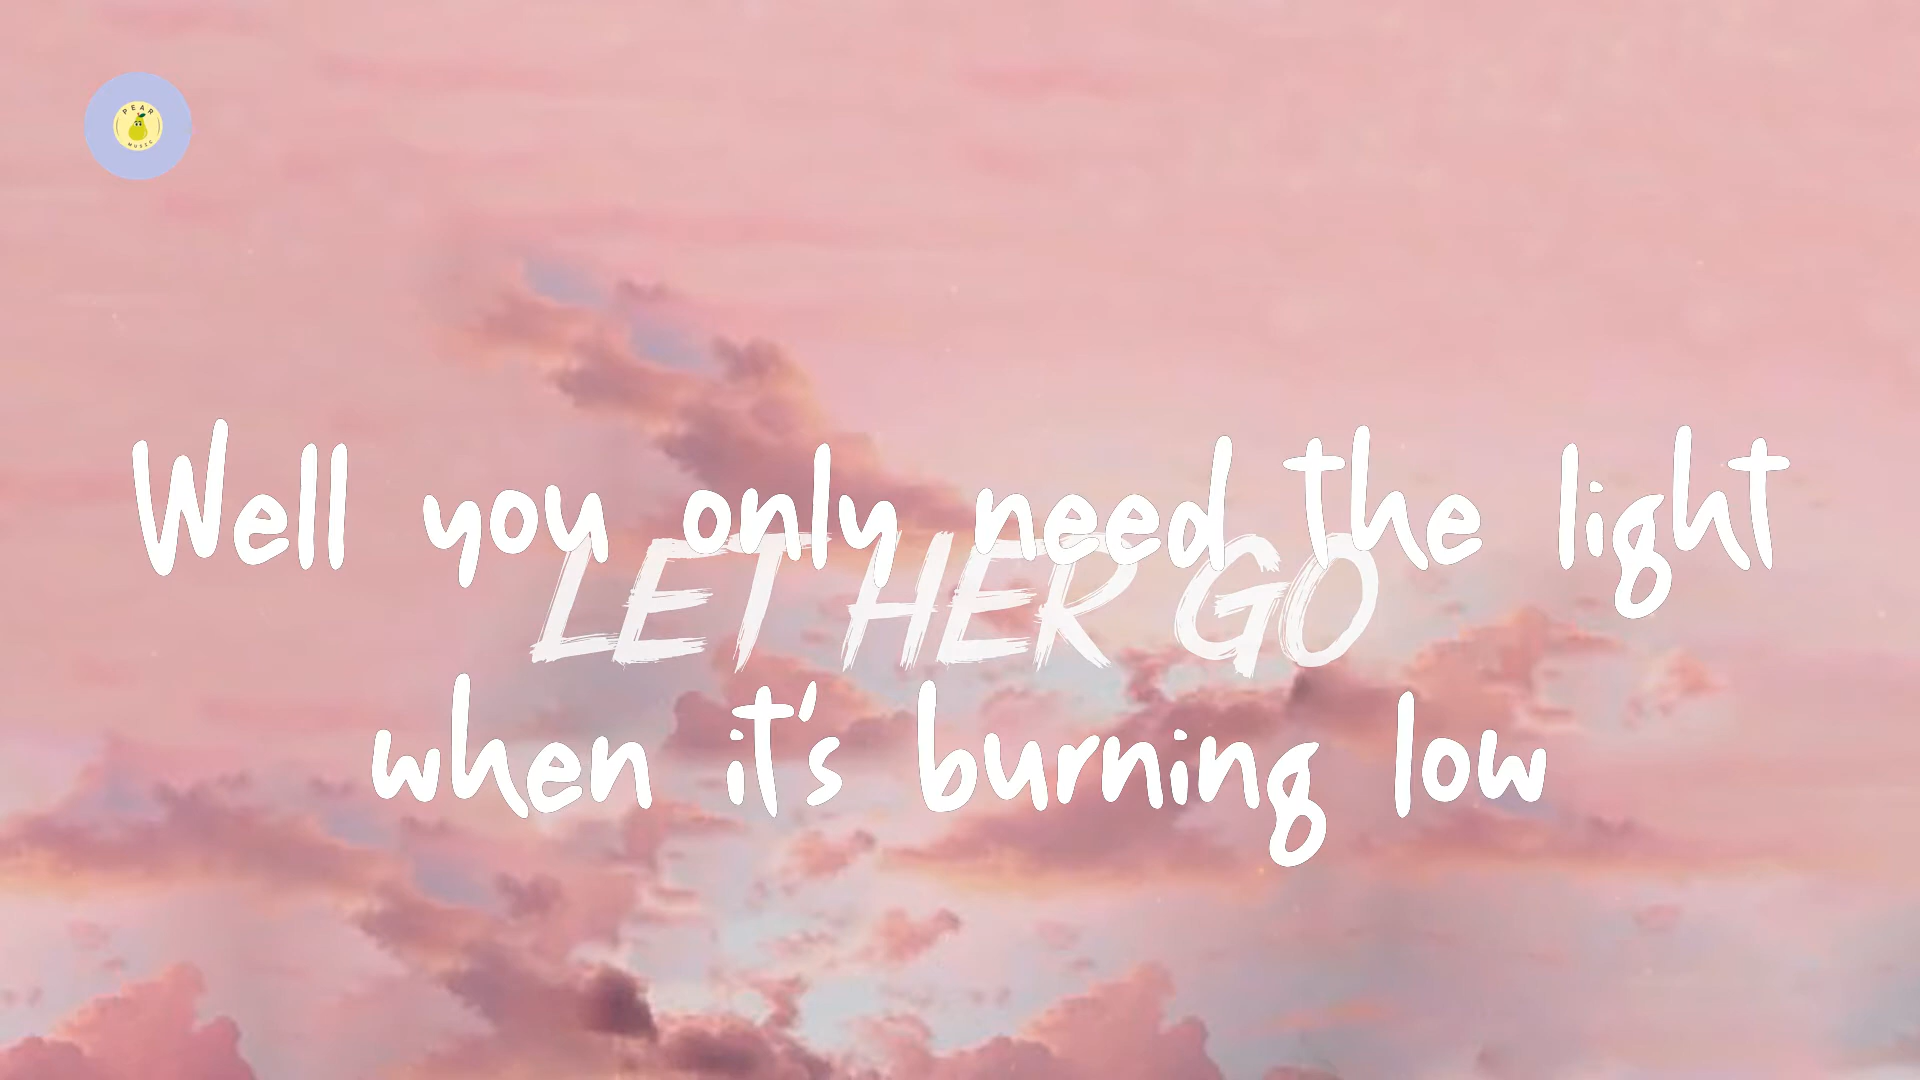 PEAR
MUSIC
Well you only need the light
LET HER GO
when it's burning low